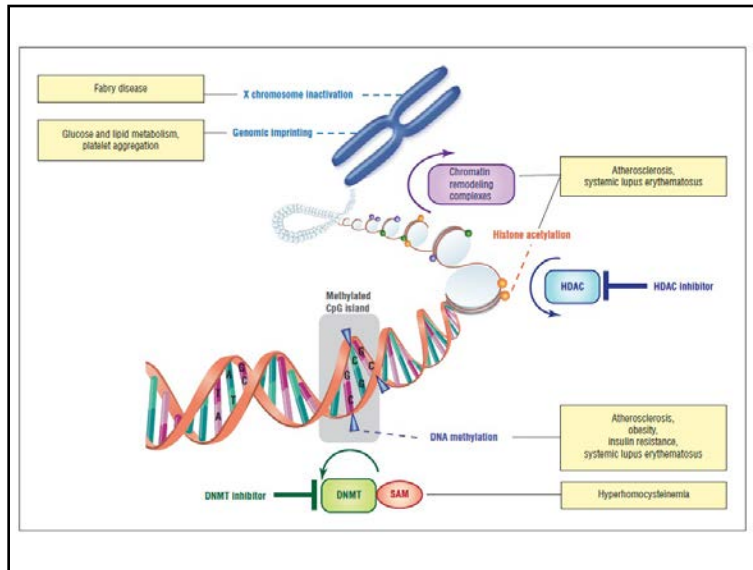 Fabry disease
X chromosome inactivation
Glucose and lipid metabolism,
platelet aggregation
Genomic Imprinting
Chromatin
remodeling
complexes
Atherosclerosis,
systemic lupus erythematosus
Histone acetylation
HDAC
HDAC inhibitor
Methylated
CpG island
A
G
C
T
T
A
G
C
C
G
G
C
C
DNA methylation
Atherosclerosis,
obesity,
insulin resistance,
systemic lupus erythematosus
DNMT inhibitor
DNMT
SAM
Hyperhomocysteinemia